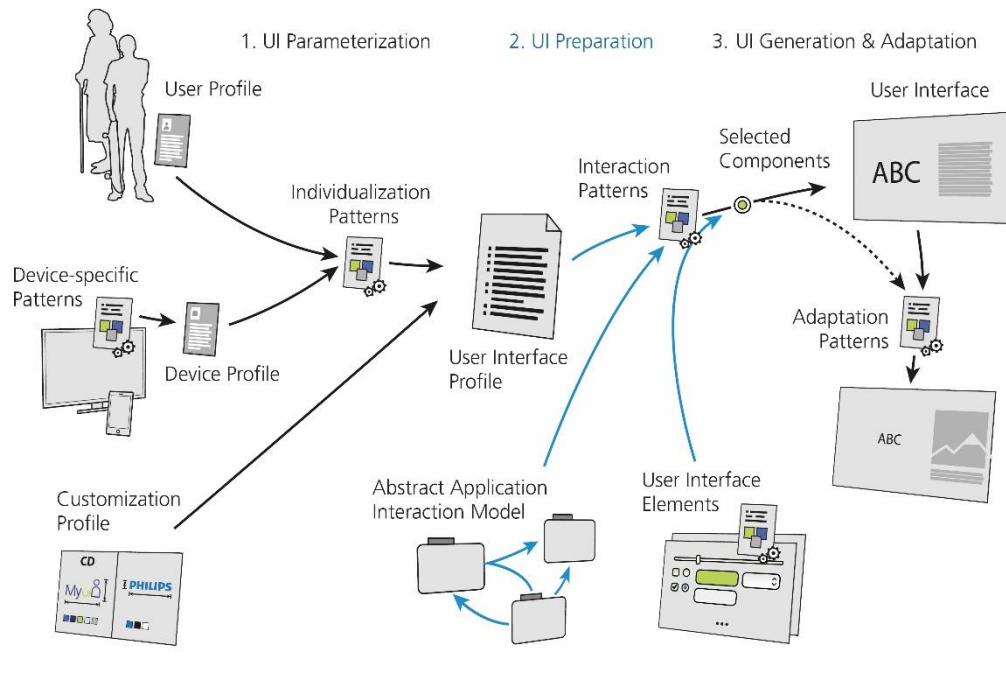 1. UI Parameterization
2. UI Preparation
3. UI Generation & Adaptation
User Profile
User Interface
Selected
Components
Interaction
Patterns
ABC
Individualization
Patterns
Device-specific
Patterns
Device Profile
User Interface
Profile
Adaptation
Patterns
ABC
Customization
Profile
Abstract Application
Interaction Model
User Interface
Elements
CD
My
PHILIPS